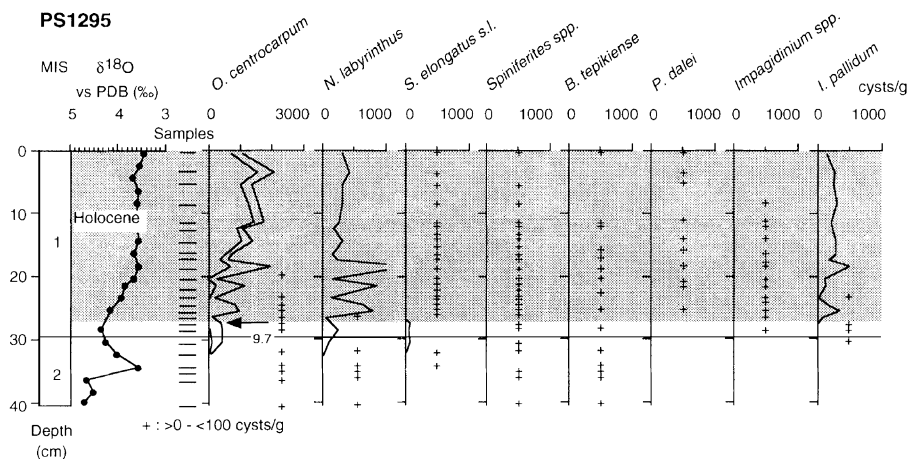 PS1295
MIS δ18O
vs PDB (‰)
5 4 3
Samples
O. centrocarpum
N. labyrinthus
S. elongatus s.l.
Spiniferites spp.
B. tepikiense
P. dalei
Impagidinium spp.
I. pallidum
cysts/g
0 3000
0 1000
0 1000
0 1000
0 1000
0 1000
0 1000
0 1000
0
10
20
30
40
Holocene
1
2
9.7
Depth
(cm)
+ : >0 - <100 cysts/g